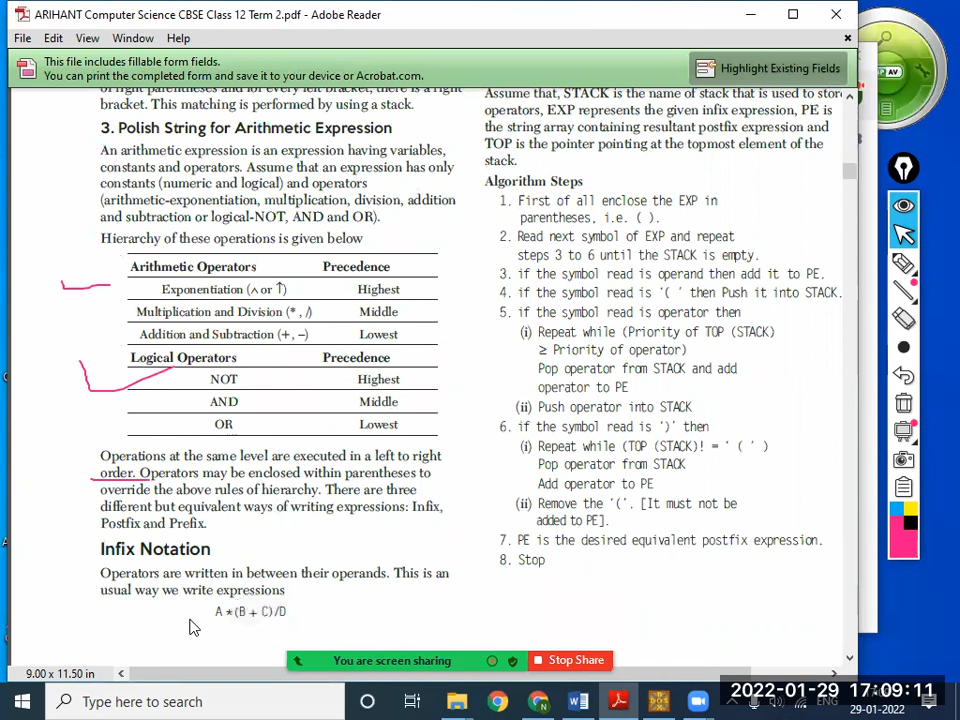 ARIHANT Computer Science CBSE Class 12 Term 2.pdf - Adobe Reader
File Edit View Window Help
This file includes fillable form fields.
You can print the completed form and save it to your device or Acrobat.com.
Highlight Existing Fields
of right parentheses and for every left bracket, there is a right
bracket. This matching is performed by using a stack.
3. Polish String for Arithmetic Expression
An arithmetic expression is an expression having variables,
constants and operators. Assume that an expression has only
constants (numeric and logical) and operators
(arithmetic-exponentiation, multiplication, division, addition
and subtraction or logical-NOT, AND and OR).
Hierarchy of these operations is given below
Arithmetic Operators Precedence
Exponentiation (∧ or ↑) Highest
Multiplication and Division (* , /) Middle
Addition and Subtraction (+, –) Lowest
Logical Operators Precedence
NOT Highest
AND Middle
OR Lowest
Operations at the same level are executed in a left to right
order. Operators may be enclosed within parentheses to
override the above rules of hierarchy. There are three
different but equivalent ways of writing expressions: Infix,
Postfix and Prefix.
Infix Notation
Operators are written in between their operands. This is an
usual way we write expressions
A *(B + C)/D
Assume that, STACK is the name of stack that is used to store
operators, EXP represents the given infix expression, PE is
the string array containing resultant postfix expression and
TOP is the pointer pointing at the topmost element of the
stack.
Algorithm Steps
1. First of all enclose the EXP in
parentheses, i.e. ( ).
2. Read next symbol of EXP and repeat
steps 3 to 6 until the STACK is empty.
3. if the symbol read is operand then add it to PE.
4. if the symbol read is ‘( ’ then Push it into STACK.
5. if the symbol read is operator then
(i) Repeat while (Priority of TOP (STACK)
≥ Priority of operator)
Pop operator from STACK and add
operator to PE
(ii) Push operator into STACK
6. if the symbol read is ‘)’ then
(i) Repeat while (TOP (STACK)! = ‘ ( ’ )
Pop operator from STACK
Add operator to PE
(ii) Remove the ‘(’. [It must not be
added to PE].
7. PE is the desired equivalent postfix expression.
8. Stop
AV
You are screen sharing
Stop Share
9.00 x 11.50 in
Type here to search
2022-01-29 17:09:11
ENG
29-01-2022